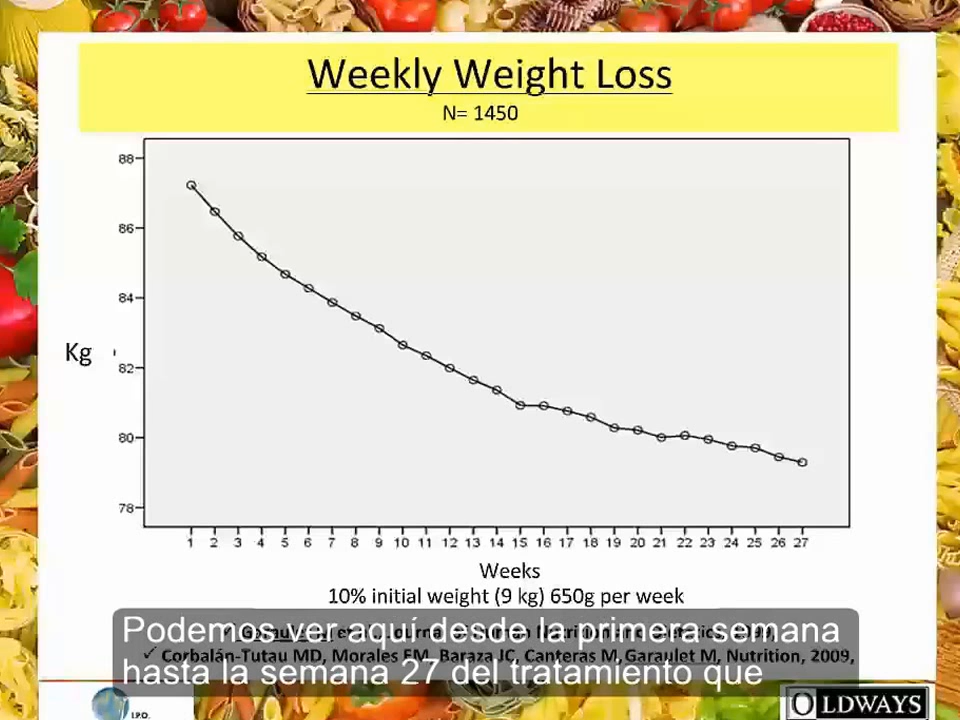 Weekly Weight Loss
N= 1450
88
86
84
82
80
78
Kg
1 2 3 4 5 6 7 8 9 10 11 12 13 14 15 16 17 18 19 20 21 22 23 24 25 26 27
Weeks
10% initial weight (9 kg) 650g per week
Podemos ver aquí desde la primera semana
✓ Corbalán-Tutau MD, Morales EM, Baraza JC, Canteras M, Garaulet M, Nutrition, 2009,
hasta la semana 27 del tratamiento que
I.P.O.
OLDWAYS